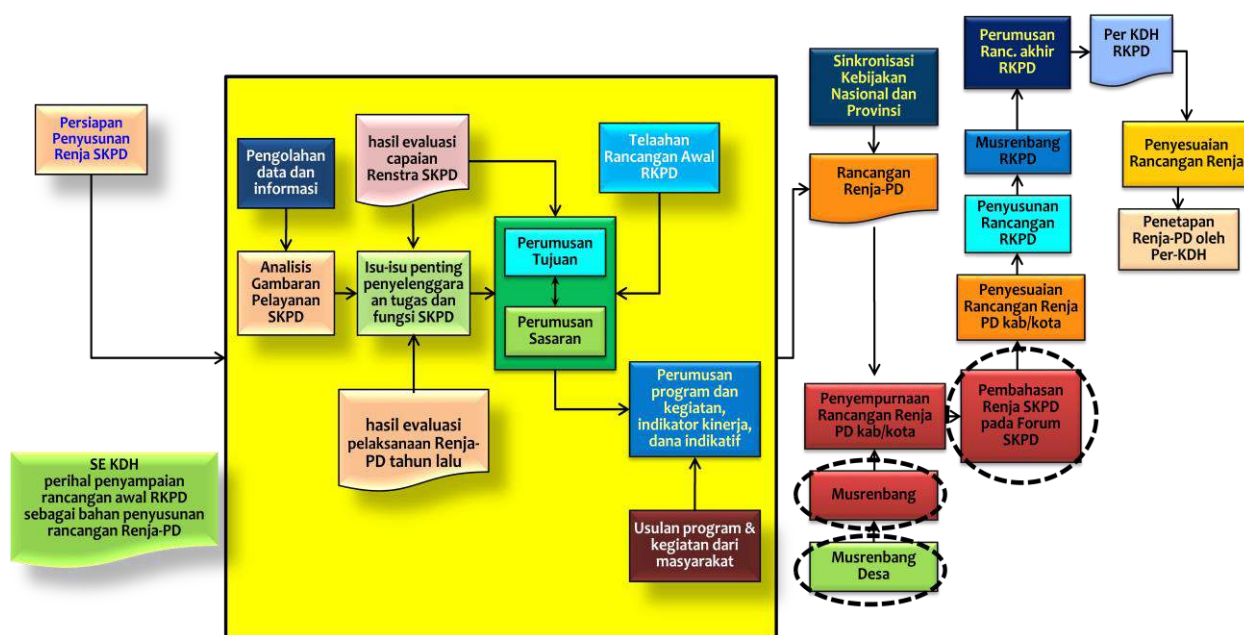 Persiapan
Penyusunan
Renja SKPD
SE KDH
perihal penyampaian
rancangan awal RKPD
sebagai bahan penyusunan
rancangan Renja-PD
Pengolahan
data dan
informasi
hasil evaluasi
capaian
Renstra SKPD
Telaahan
Rancangan Awal
RKPD
Analisis
Gambaran
Pelayanan
SKPD
Isu-isu penting
penyelenggara
an tugas dan
fungsi SKPD
Perumusan
Tujuan
Perumusan
Sasaran
hasil evaluasi
pelaksanaan Renja-
PD tahun lalu
Perumusan
program dan
kegiatan,
indikator kinerja,
dana indikatif
Usulan program &
kegiatan dari
masyarakat
Sinkronisasi
Kebijakan
Nasional dan
Provinsi
Rancangan
Renja-PD
Penyempurnaan
Rancangan Renja
PD kab/kota
Musrenbang
Musrenbang
Desa
Perumusan
Ranc. akhir
RKPD
Musrenbang
RKPD
Penyusunan
Rancangan
RKPD
Penyesuaian
Rancangan Renja
PD kab/kota
Pembahasan
Renja SKPD
pada Forum
SKPD
Per KDH
RKPD
Penyesuaian
Rancangan Renja
Penetapan
Renja-PD oleh
Per-KDH